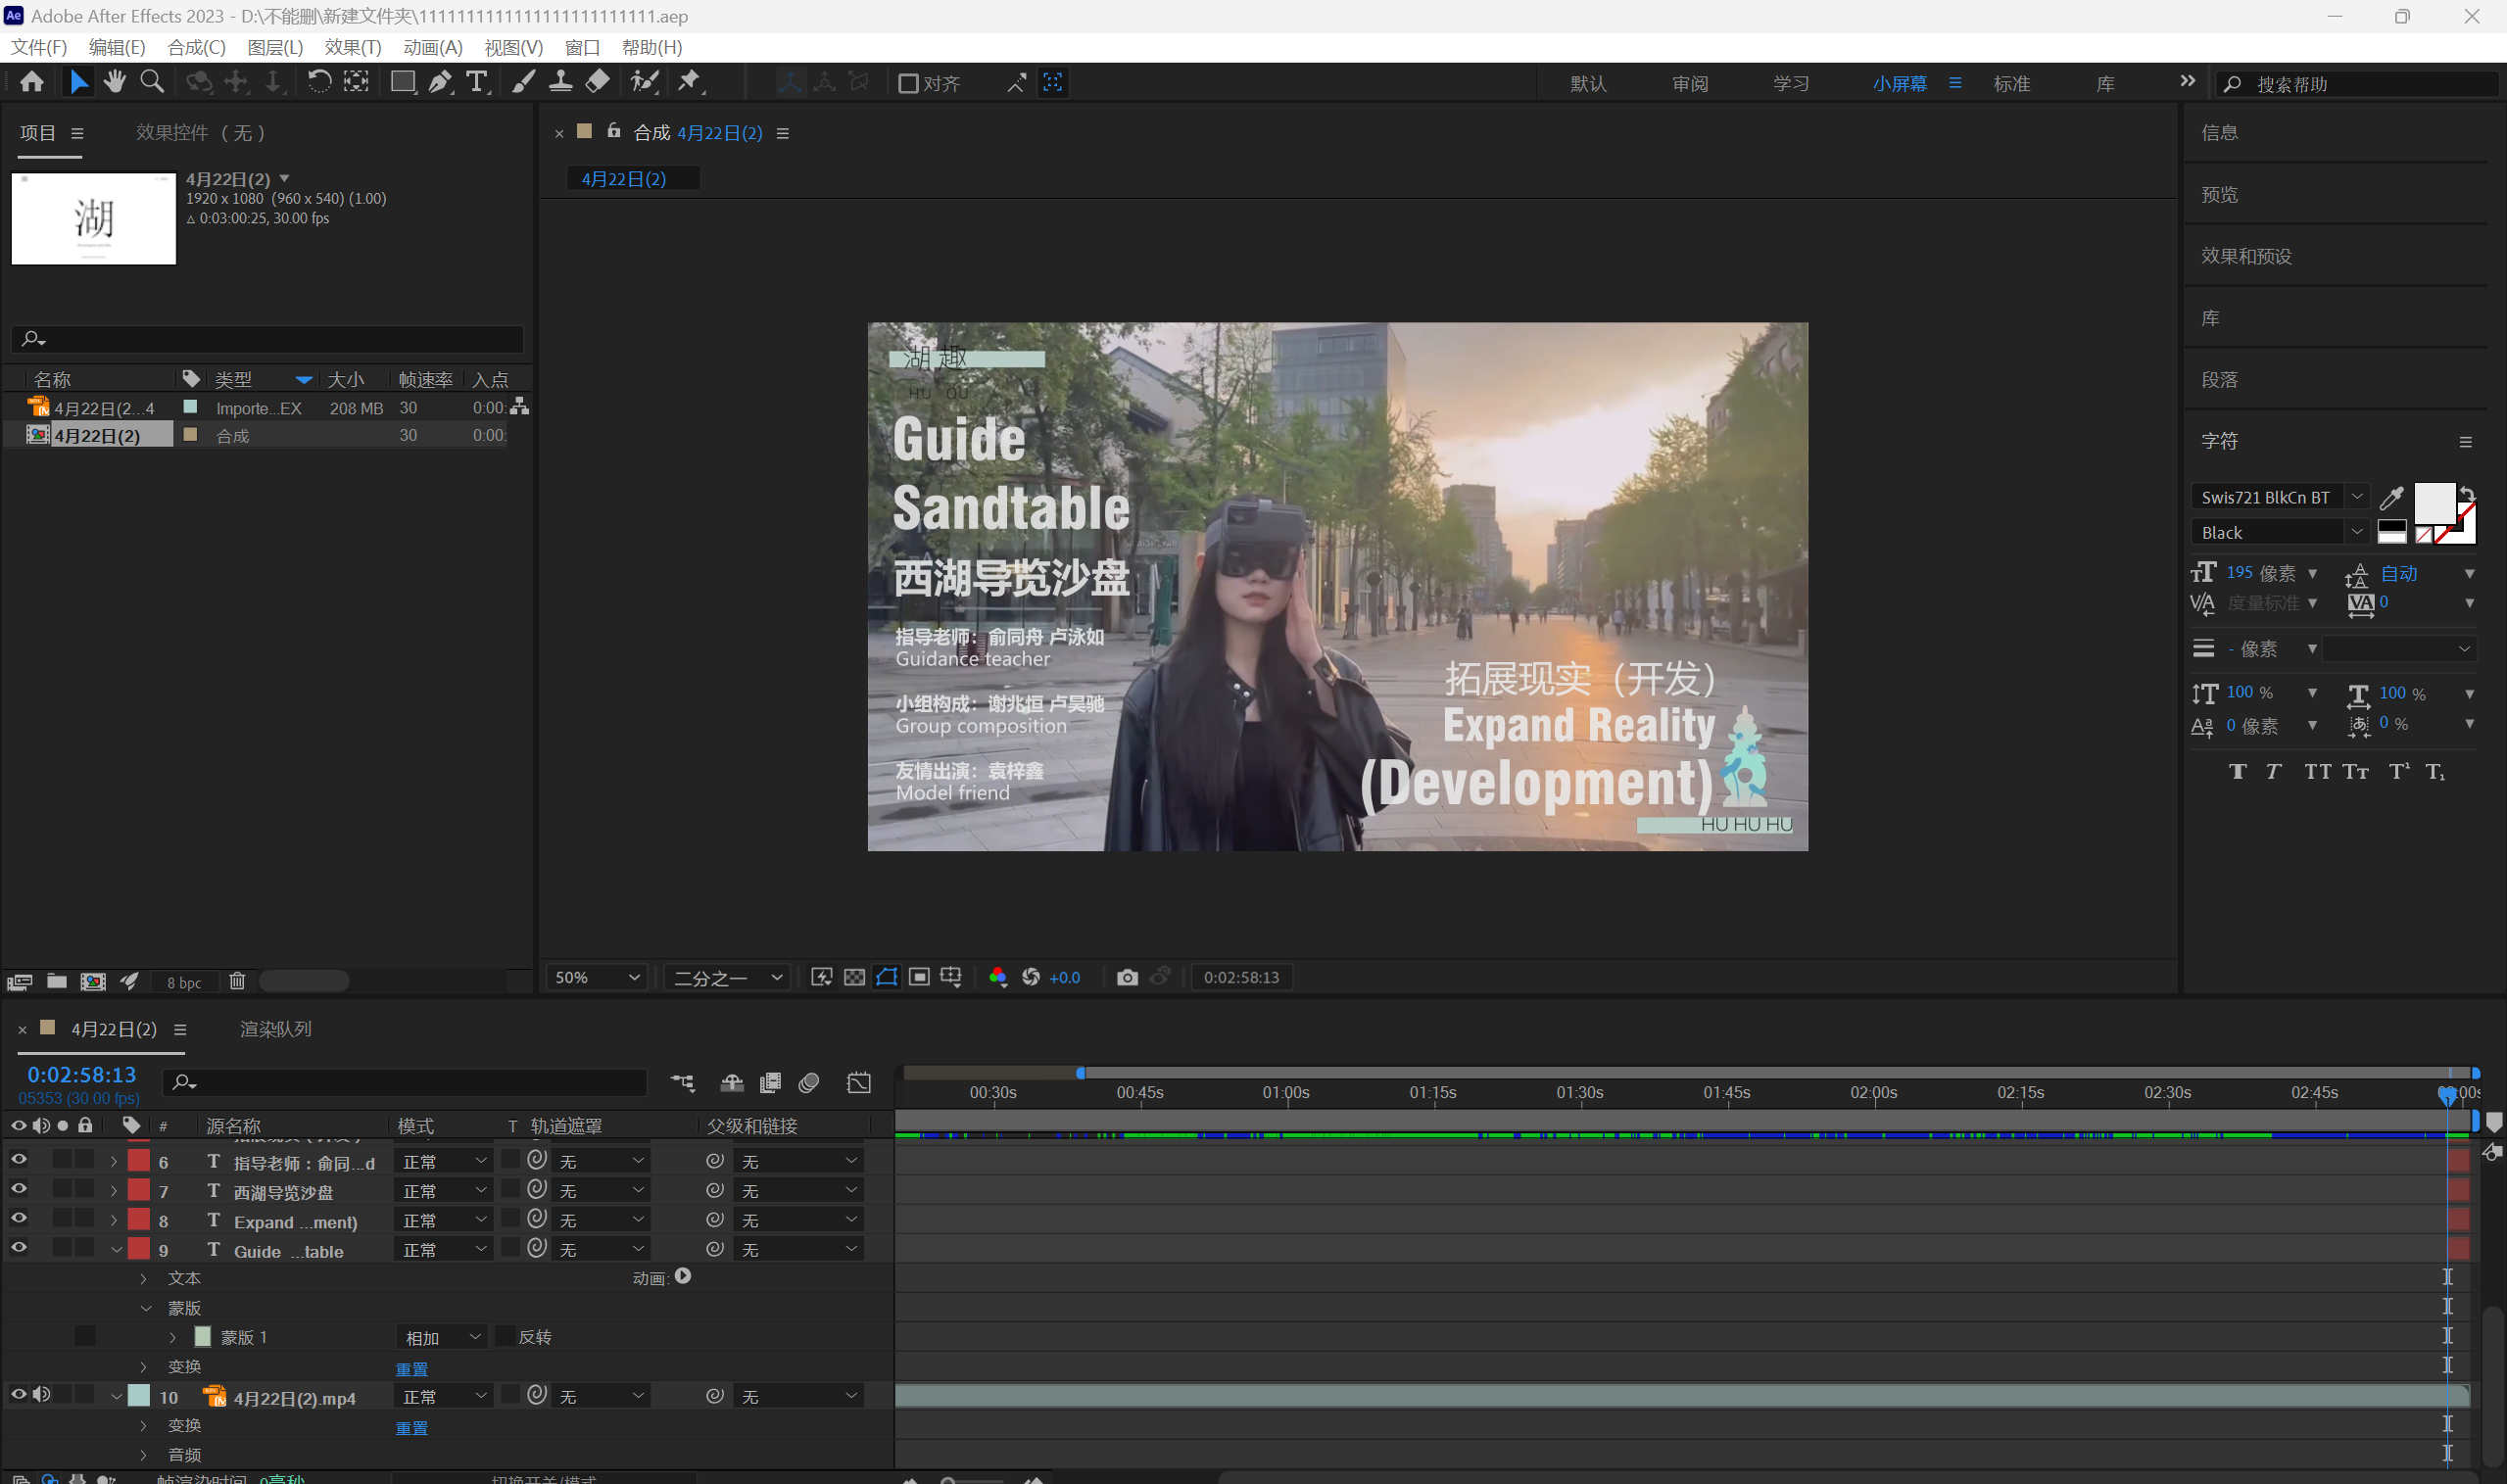 Adobe After Effects 2023 - D:\不能删\新建文件夹\1111111111111111111111111.aep
文件(F) 编辑(E) 合成(C) 图层(L) 效果(T) 动画(A) 视图(V) 窗口 帮助(H)
对齐 默认 审阅 学习 小屏幕 标准 库 搜索帮助
项目 效果控件 (无)
合成 4月22日(2)
4月22日(2)
4月22日(2)
1920 x 1080 (960 x 540) (1.00)
△ 0:03:00:25, 30.00 fps
湖
名称 类型 大小 帧速率 入点
4月22日(2...4 Importe...EX 208 MB 30 0:00:
4月22日(2) 合成 30 0:00:
湖趣
HU QU
Guide
Sandtable
西湖导览沙盘
指导老师：俞同舟 卢泳如
Guidance teacher
小组构成：谢兆恒 卢昊驰
Group composition
友情出演：袁梓鑫
Model friend
拓展现实（开发）
Expand Reality
(Development)
HU HU HU
信息
预览
效果和预设
库
段落
字符
Swis721 BlkCn BT
Black
195 像素 自动
度量标准 0
- 像素
100 % 100 %
0 像素 0 %
8 bpc
50% 二分之一 +0.0 0:02:58:13
4月22日(2) 渲染队列
0:02:58:13
05353 (30.00 fps)
00:30s 00:45s 01:00s 01:15s 01:30s 01:45s 02:00s 02:15s 02:30s 02:45s
# 源名称 模式 T 轨道遮罩 父级和链接
6 T 指导老师：俞同...d 正常 无 无
7 T 西湖导览沙盘 正常 无 无
8 T Expand ...ment) 正常 无 无
9 T Guide ...table 正常 无 无
文本 动画:
蒙版
蒙版 1 相加 反转
变换 重置
10 4月22日(2).mp4 正常 无 无
变换 重置
音频
帧渲染时间 0毫秒 切换开关/模式